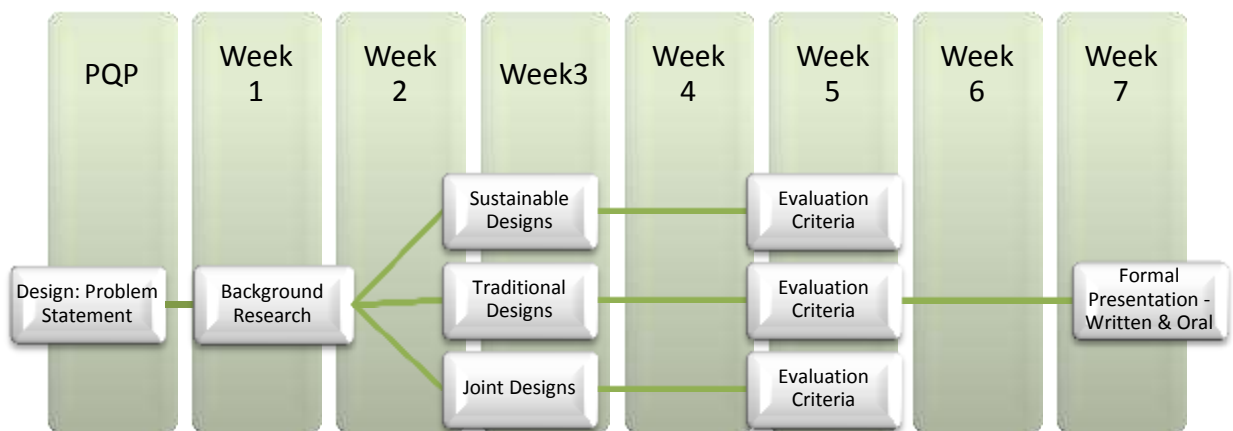 PQP
Week
1
Week
2
Week3
Week
4
Week
5
Week
6
Week
7
Sustainable
Designs
Evaluation
Criteria
Design: Problem
Statement
Background
Research
Traditional
Designs
Evaluation
Criteria
Formal
Presentation -
Written & Oral
Joint Designs
Evaluation
Criteria